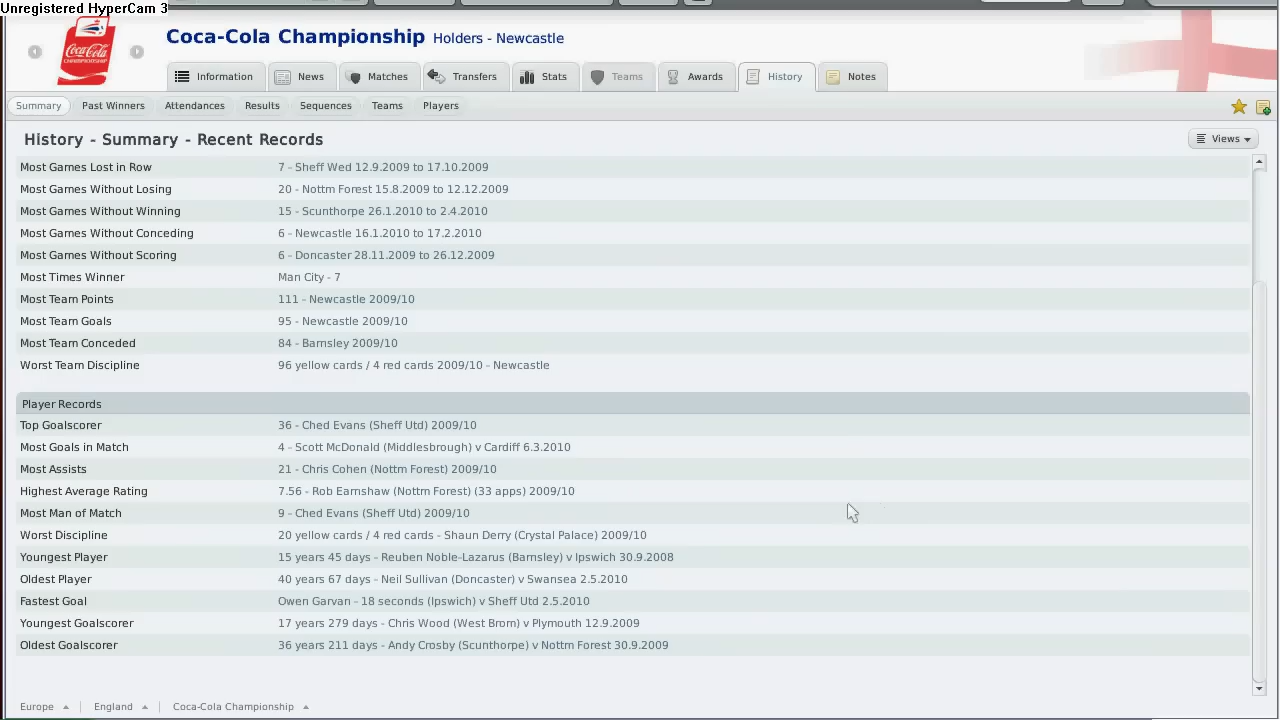 Unregistered HyperCam 3
Coca-Cola Championship Holders - Newcastle
Coca-Cola
CHAMPIONSHIP
Information News Matches Transfers Stats Teams Awards History Notes
Summary Past Winners Attendances Results Sequences Teams Players
History - Summary - Recent Records
Views
Most Games Lost in Row 7 - Sheff Wed 12.9.2009 to 17.10.2009
Most Games Without Losing 20 - Nottm Forest 15.8.2009 to 12.12.2009
Most Games Without Winning 15 - Scunthorpe 26.1.2010 to 2.4.2010
Most Games Without Conceding 6 - Newcastle 16.1.2010 to 17.2.2010
Most Games Without Scoring 6 - Doncaster 28.11.2009 to 26.12.2009
Most Times Winner Man City - 7
Most Team Points 111 - Newcastle 2009/10
Most Team Goals 95 - Newcastle 2009/10
Most Team Conceded 84 - Barnsley 2009/10
Worst Team Discipline 96 yellow cards / 4 red cards 2009/10 - Newcastle
Player Records
Top Goalscorer 36 - Ched Evans (Sheff Utd) 2009/10
Most Goals in Match 4 - Scott McDonald (Middlesbrough) v Cardiff 6.3.2010
Most Assists 21 - Chris Cohen (Nottm Forest) 2009/10
Highest Average Rating 7.56 - Rob Earnshaw (Nottm Forest) (33 apps) 2009/10
Most Man of Match 9 - Ched Evans (Sheff Utd) 2009/10
Worst Discipline 20 yellow cards / 4 red cards - Shaun Derry (Crystal Palace) 2009/10
Youngest Player 15 years 45 days - Reuben Noble-Lazarus (Barnsley) v Ipswich 30.9.2008
Oldest Player 40 years 67 days - Neil Sullivan (Doncaster) v Swansea 2.5.2010
Fastest Goal Owen Garvan - 18 seconds (Ipswich) v Sheff Utd 2.5.2010
Youngest Goalscorer 17 years 279 days - Chris Wood (West Brom) v Plymouth 12.9.2009
Oldest Goalscorer 36 years 211 days - Andy Crosby (Scunthorpe) v Nottm Forest 30.9.2009
Europe England Coca-Cola Championship